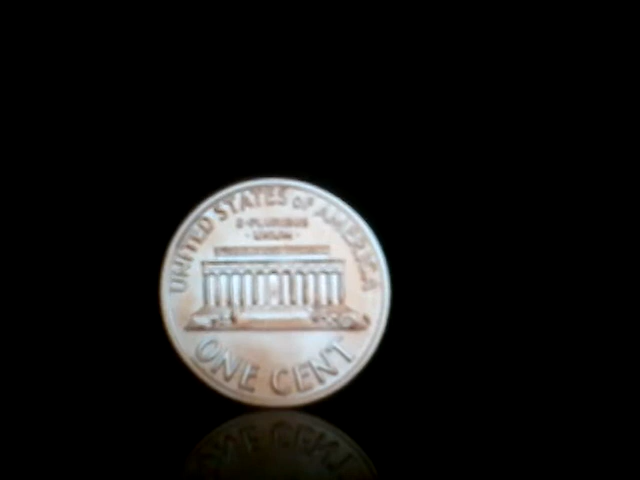 UNITED STATES OF AMERICA
E·PLURIBUS
·UNUM·
ONE CENT